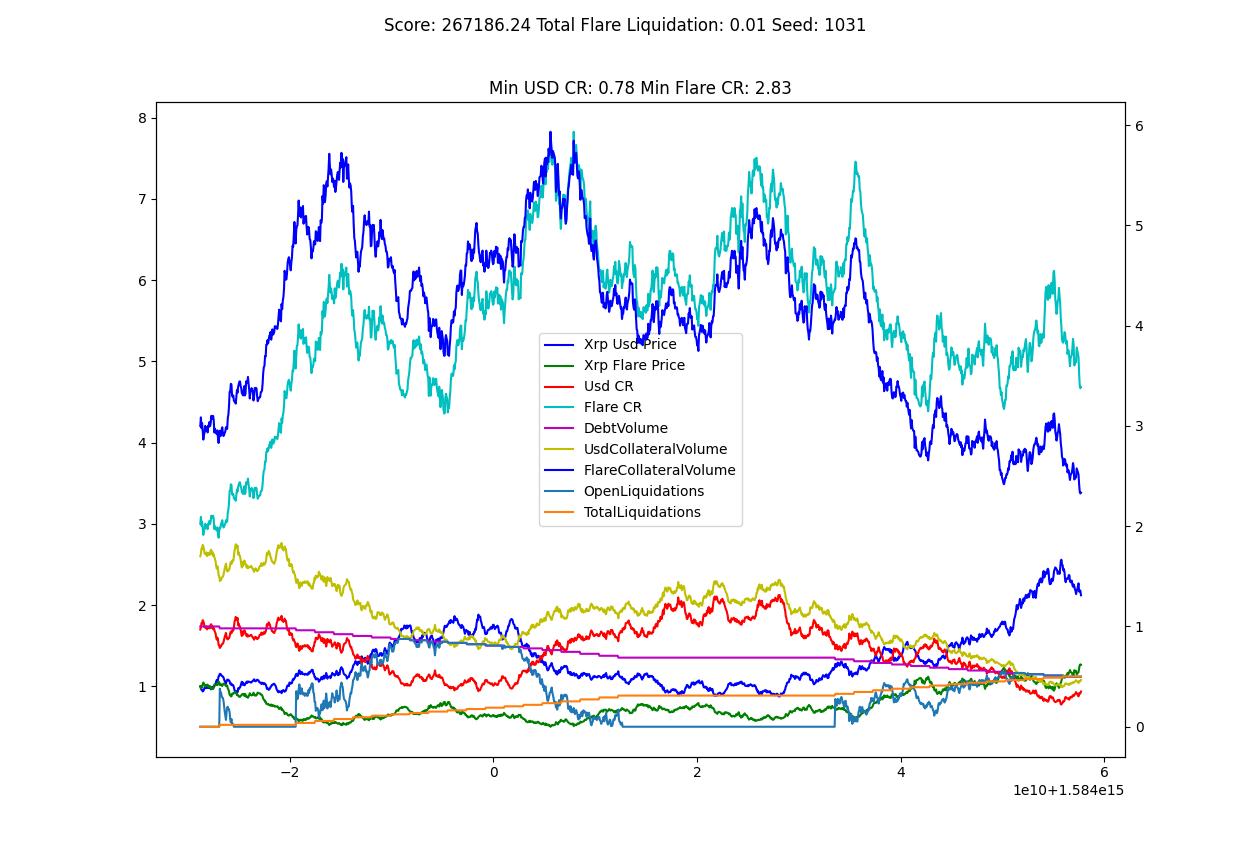 Score: 267186.24 Total Flare Liquidation: 0.01 Seed: 1031
Min USD CR: 0.78 Min Flare CR: 2.83
8
7
6
5
4
3
2
1
6
5
4
3
2
1
0
Xrp Usd Price
Xrp Flare Price
Usd CR
Flare CR
DebtVolume
UsdCollateralVolume
FlareCollateralVolume
OpenLiquidations
TotalLiquidations
−2 0 2 4 6
1e10+1.584e15